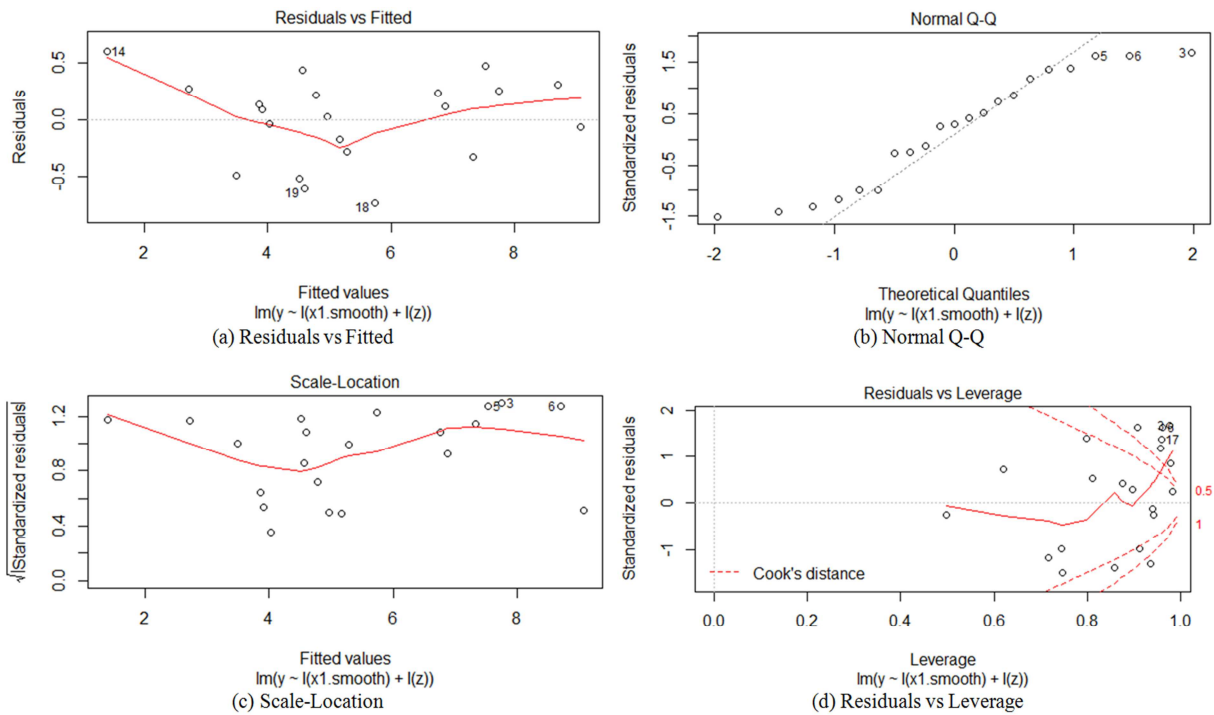 Residuals vs Fitted
Residuals
0.5
0.0
-0.5
14
19
18
2
4
6
8
Fitted values
lm(y ~ I(x1.smooth) + I(z))
(a) Residuals vs Fitted
Normal Q-Q
Standardized residuals
1.5
0.5
-0.5
-1.5
5
6
3
-2
-1
0
1
2
Theoretical Quantiles
lm(y ~ I(x1.smooth) + I(z))
(b) Normal Q-Q
Scale-Location
√|Standardized residuals|
1.2
0.8
0.4
0.0
5
3
6
2
4
6
8
Fitted values
lm(y ~ I(x1.smooth) + I(z))
(c) Scale-Location
Residuals vs Leverage
Standardized residuals
2
1
0
-1
17
0.5
1
Cook's distance
0.0
0.2
0.4
0.6
0.8
1.0
Leverage
lm(y ~ I(x1.smooth) + I(z))
(d) Residuals vs Leverage